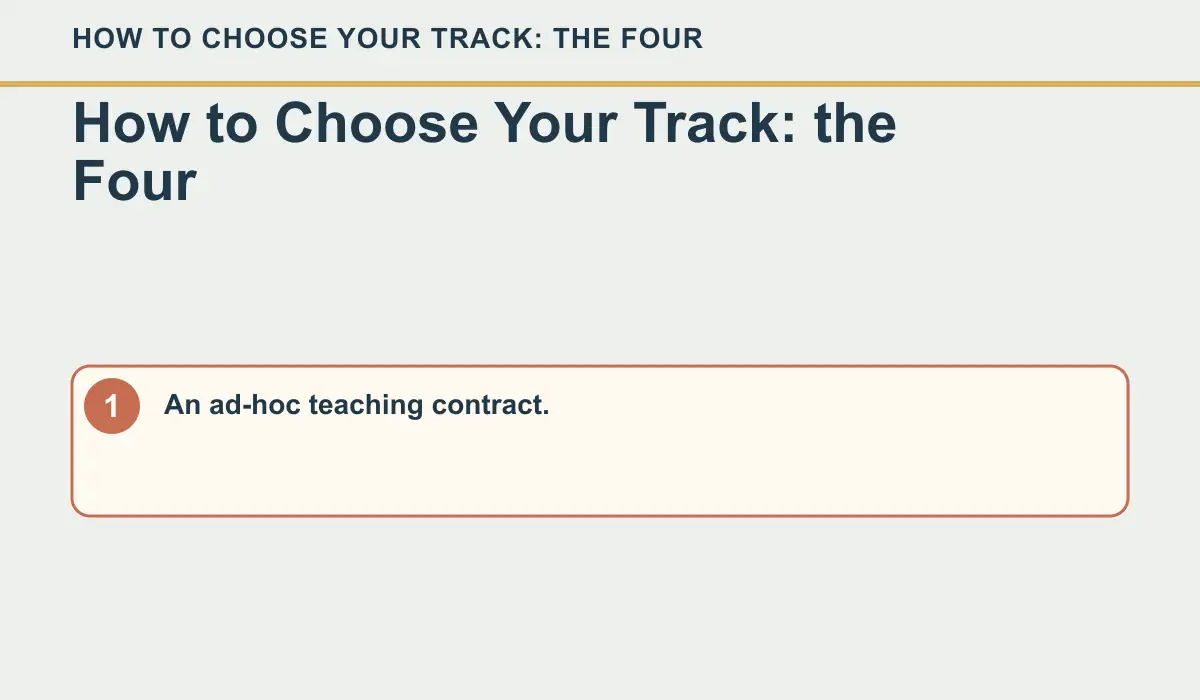 HOW TO CHOOSE YOUR TRACK: THE FOUR
How to Choose Your Track: the
Four
1 An ad-hoc teaching contract.